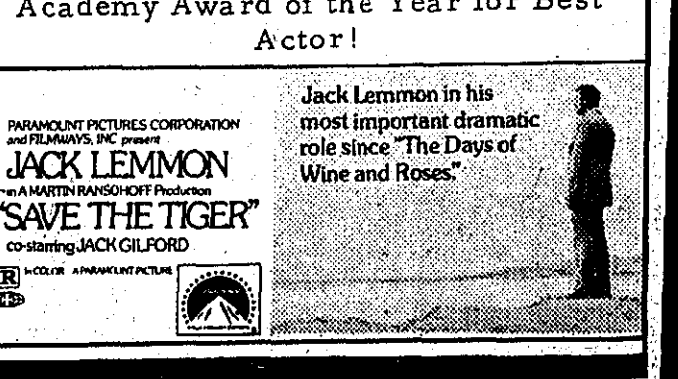 Academy Award of the Year for Best
Actor!
PARAMOUNT PICTURES CORPORATION
and FILMWAYS, INC present
JACK LEMMON
in A MARTIN RANSOHOFF Production
"SAVE THE TIGER"
co-starring JACK GILFORD
R IN COLOR A PARAMOUNT PICTURE
Jack Lemmon in his
most important dramatic
role since "The Days of
Wine and Roses."